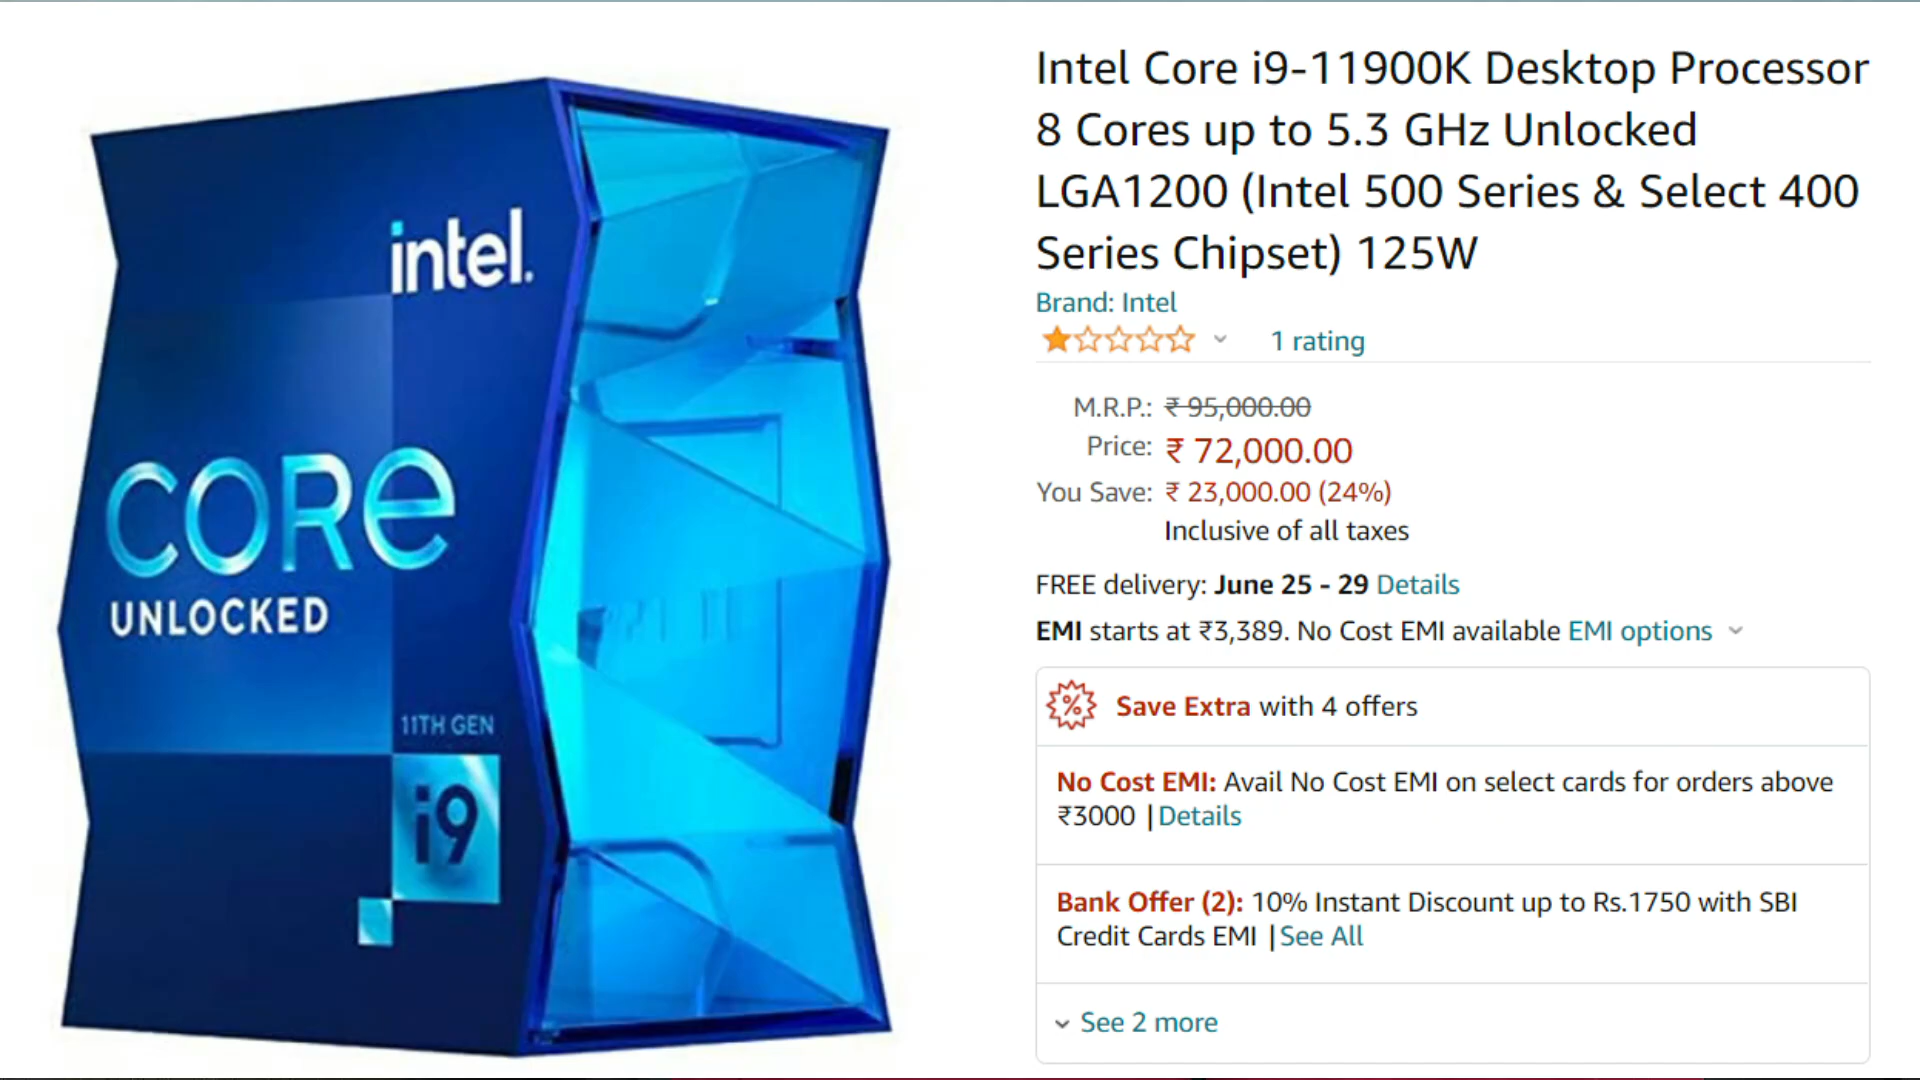 intel.
CORE
UNLOCKED
11TH GEN
i9
Intel Core i9-11900K Desktop Processor
8 Cores up to 5.3 GHz Unlocked
LGA1200 (Intel 500 Series & Select 400
Series Chipset) 125W
Brand: Intel
1 rating
M.R.P.: ₹ 95,000.00
Price: ₹ 72,000.00
You Save: ₹ 23,000.00 (24%)
Inclusive of all taxes
FREE delivery: June 25 - 29 Details
EMI starts at ₹3,389. No Cost EMI available EMI options
% Save Extra with 4 offers
No Cost EMI: Avail No Cost EMI on select cards for orders above
₹3000 | Details
Bank Offer (2): 10% Instant Discount up to Rs.1750 with SBI
Credit Cards EMI | See All
See 2 more